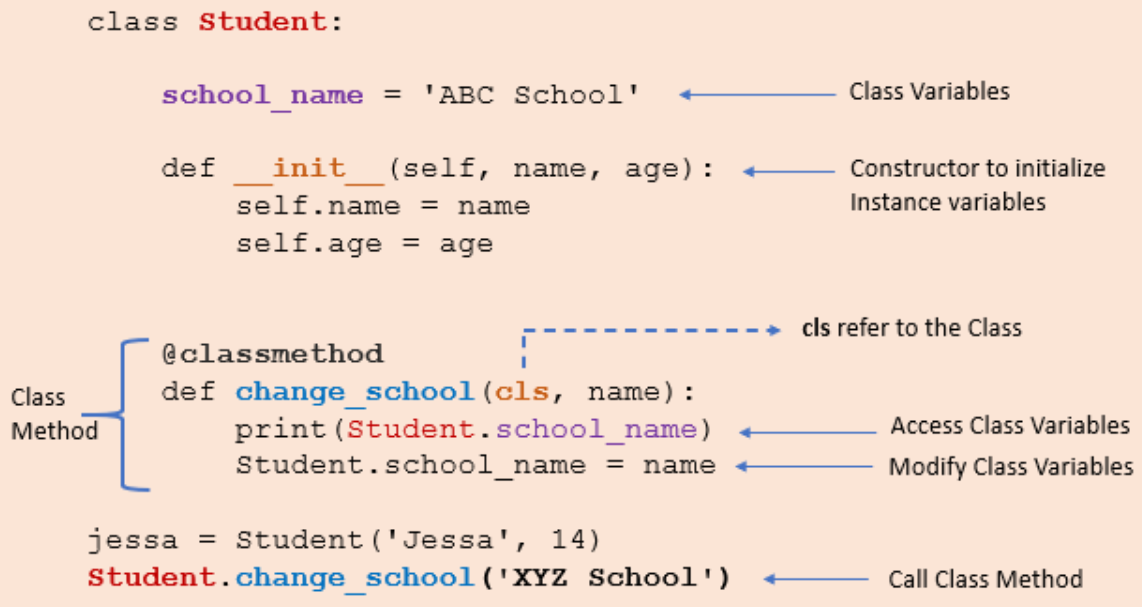 class Student:
school_name = 'ABC School'
Class Variables
def __init__(self, name, age):
Constructor to initialize
Instance variables
self.name = name
self.age = age
cls refer to the Class
@classmethod
Class
Method
def change_school(cls, name):
print(Student.school_name)
Access Class Variables
Student.school_name = name
Modify Class Variables
jessa = Student('Jessa', 14)
Student.change_school('XYZ School')
Call Class Method